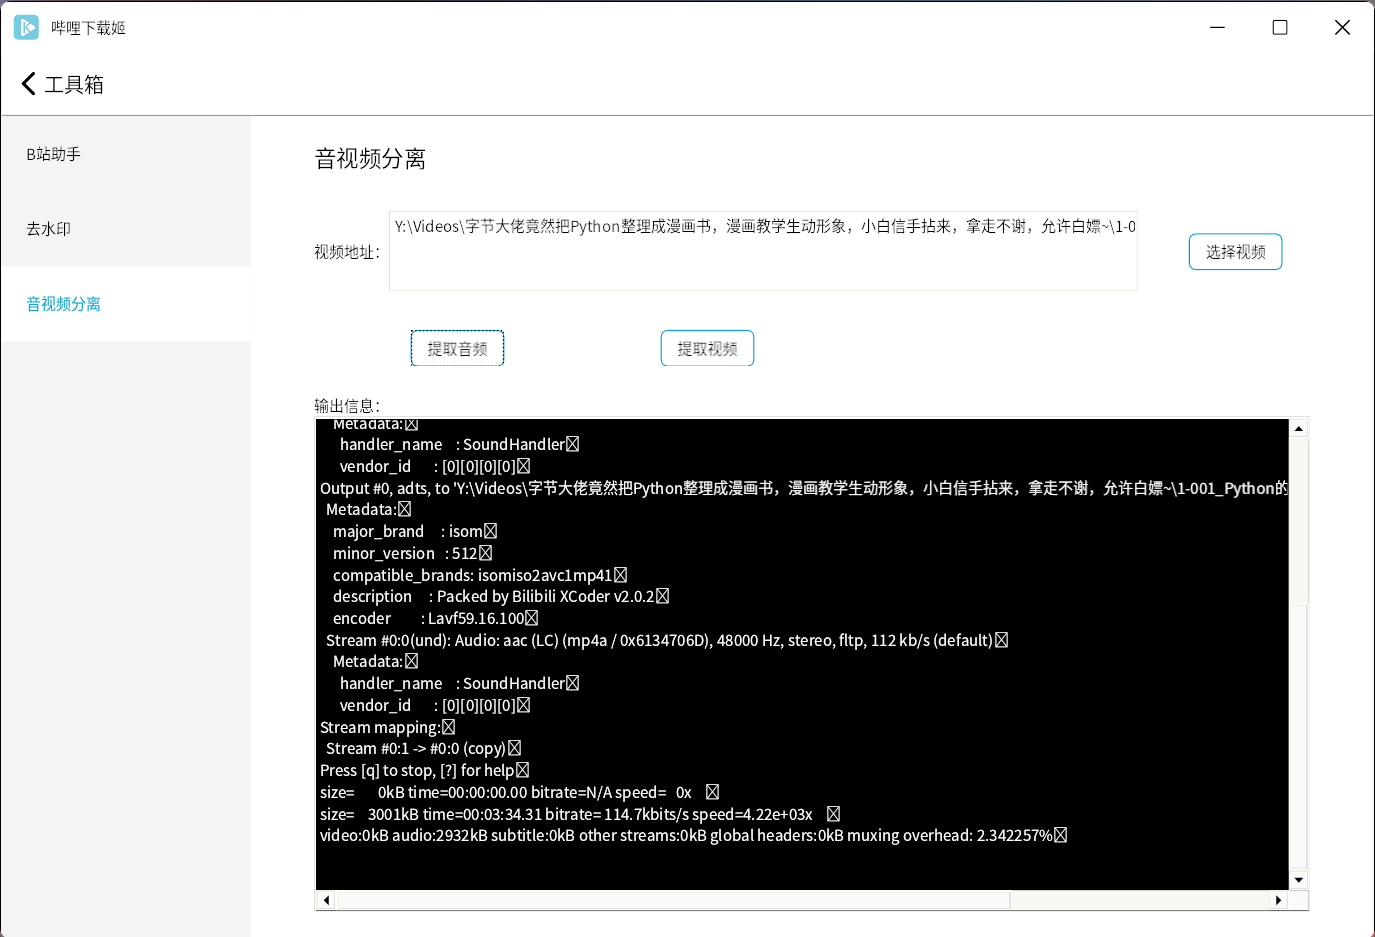 哔哩下载姬
工具箱
B站助手
去水印
音视频分离
音视频分离
视频地址：
Y:\Videos\字节大佬竟然把Python整理成漫画书，漫画教学生动形象，小白信手拈来，拿走不谢，允许白嫖~\1-0
选择视频
提取音频
提取视频
输出信息：
Metadata:
handler_name : SoundHandler
vendor_id : [0][0][0][0]
Output #0, adts, to 'Y:\Videos\字节大佬竟然把Python整理成漫画书，漫画教学生动形象，小白信手拈来，拿走不谢，允许白嫖~\1-001_Python的
Metadata:
major_brand : isom
minor_version : 512
compatible_brands: isomiso2avc1mp41
description : Packed by Bilibili XCoder v2.0.2
encoder : Lavf59.16.100
Stream #0:0(und): Audio: aac (LC) (mp4a / 0x6134706D), 48000 Hz, stereo, fltp, 112 kb/s (default)
Metadata:
handler_name : SoundHandler
vendor_id : [0][0][0][0]
Stream mapping:
Stream #0:1 -> #0:0 (copy)
Press [q] to stop, [?] for help
size= 0kB time=00:00:00.00 bitrate=N/A speed= 0x
size= 3001kB time=00:03:34.31 bitrate= 114.7kbits/s speed=4.22e+03x
video:0kB audio:2932kB subtitle:0kB other streams:0kB global headers:0kB muxing overhead: 2.342257%